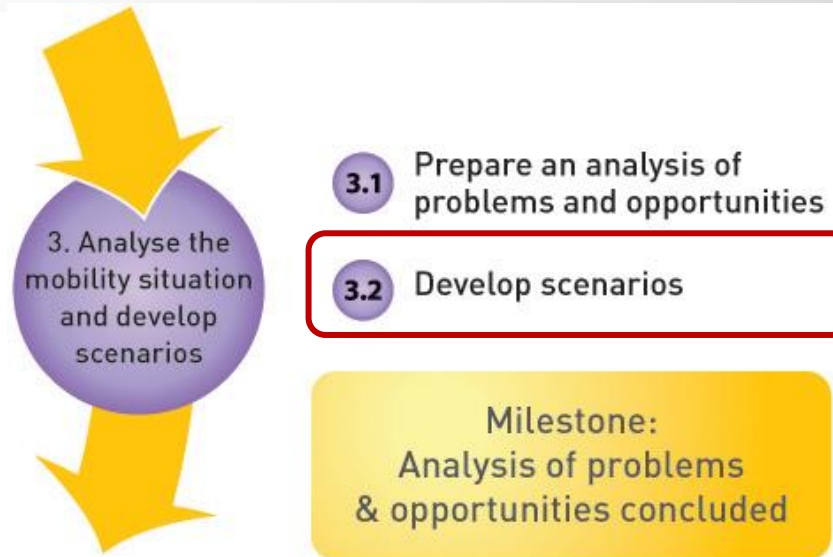 3. Analyse the
mobility situation
and develop
scenarios
3.1
Prepare an analysis of
problems and opportunities
3.2
Develop scenarios
Milestone:
Analysis of problems
& opportunities concluded